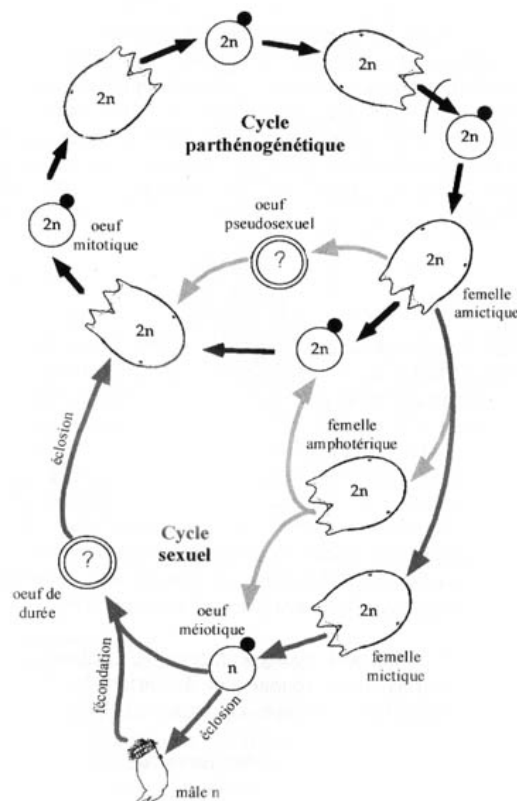 2n
2n
2n
2n
Cycle
parthénogénétique
2n
oeuf
mitotique
oeuf
pseudosexuel
?
2n
femelle
amictique
2n
2n
femelle
amphotérique
2n
éclosion
Cycle
sexuel
?
oeuf de
durée
oeuf
méiotique
n
2n
femelle
mictique
fécondation
éclosion
mâle n